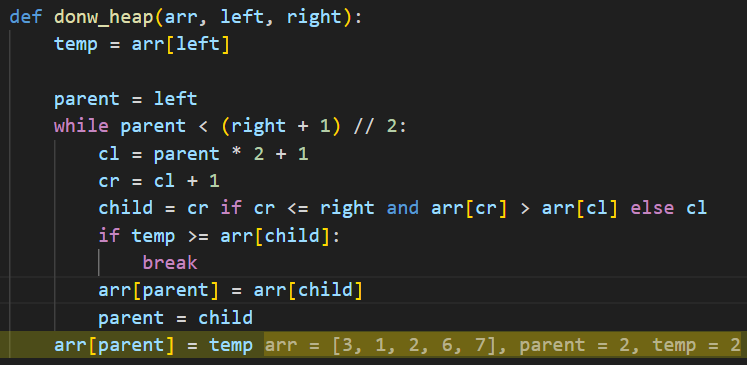 def donw_heap(arr, left, right):
    temp = arr[left]
    parent = left
    while parent < (right + 1) // 2:
        cl = parent * 2 + 1
        cr = cl + 1
        child = cr if cr <= right and arr[cr] > arr[cl] else cl
        if temp >= arr[child]:
            break
        arr[parent] = arr[child]
        parent = child
    arr[parent] = temp arr = [3, 1, 2, 6, 7], parent = 2, temp = 2